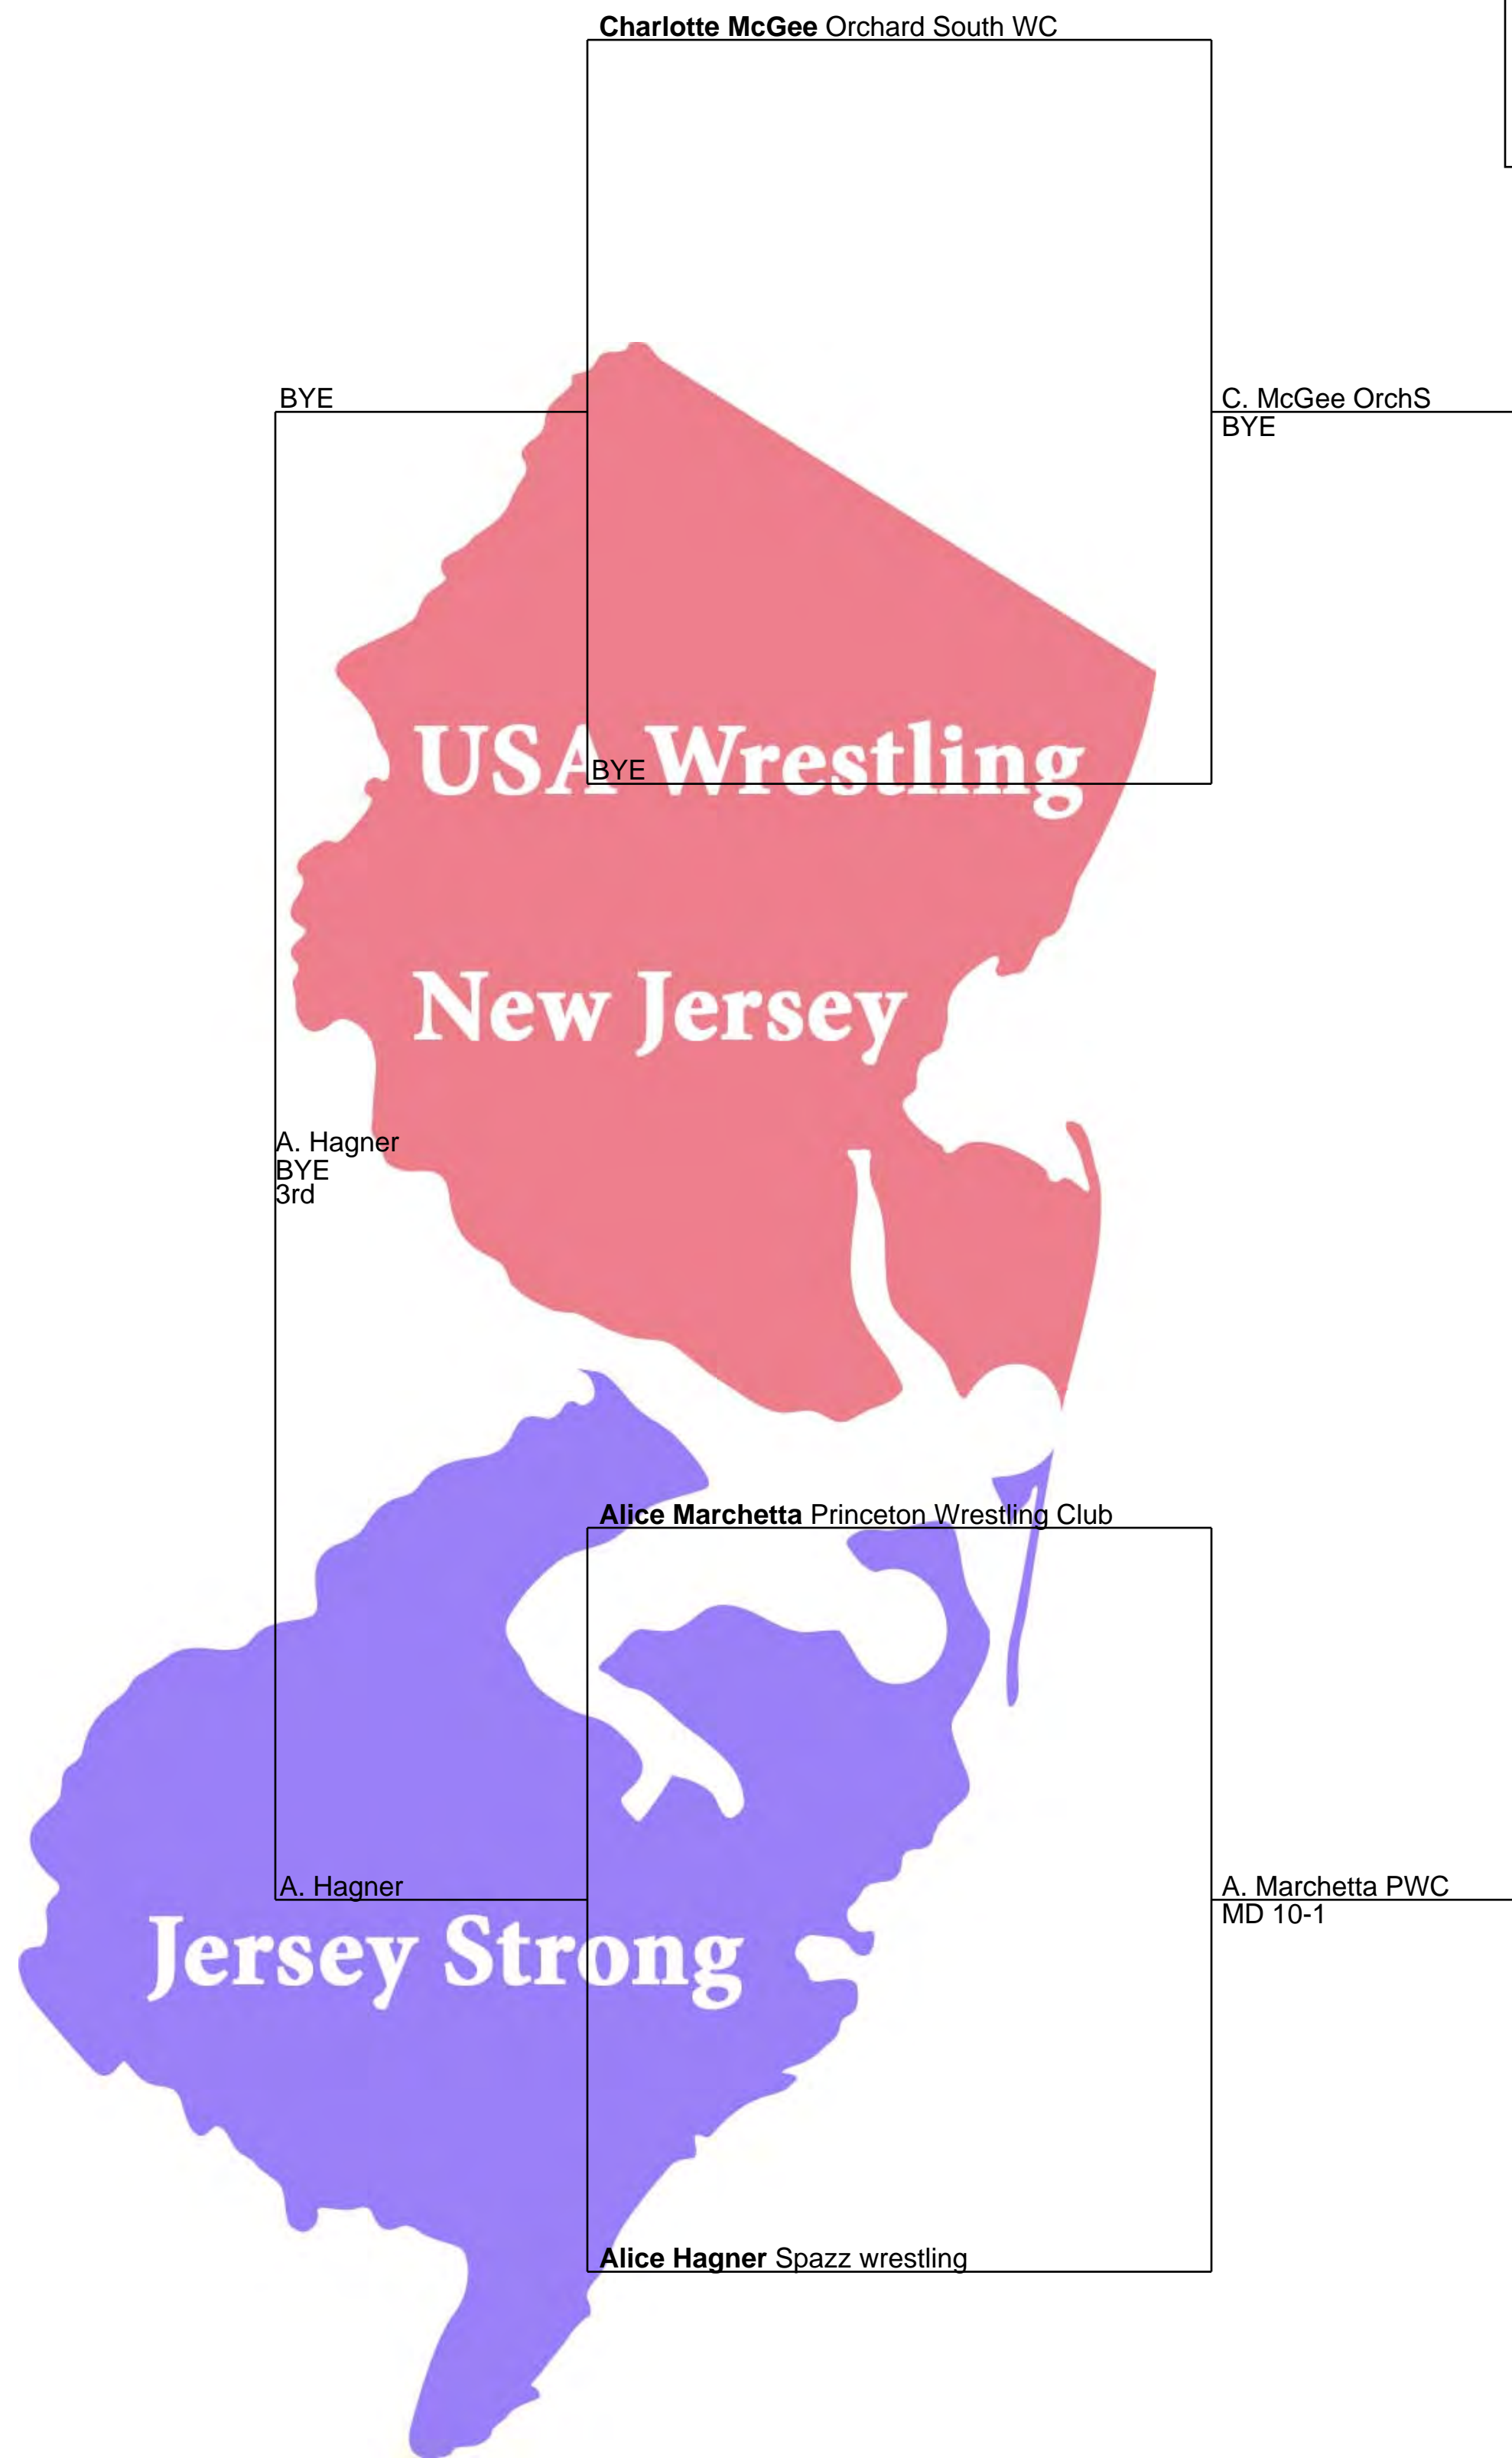 Charlotte McGee Orchard South WC
BYE
C. McGee OrchS
BYE
USA Wrestling
BYE
New Jersey
A. Hagner
BYE
3rd
Alice Marchetta Princeton Wrestling Club
A. Hagner
A. Marchetta PWC
MD 10-1
Jersey Strong
Alice Hagner Spazz wrestling